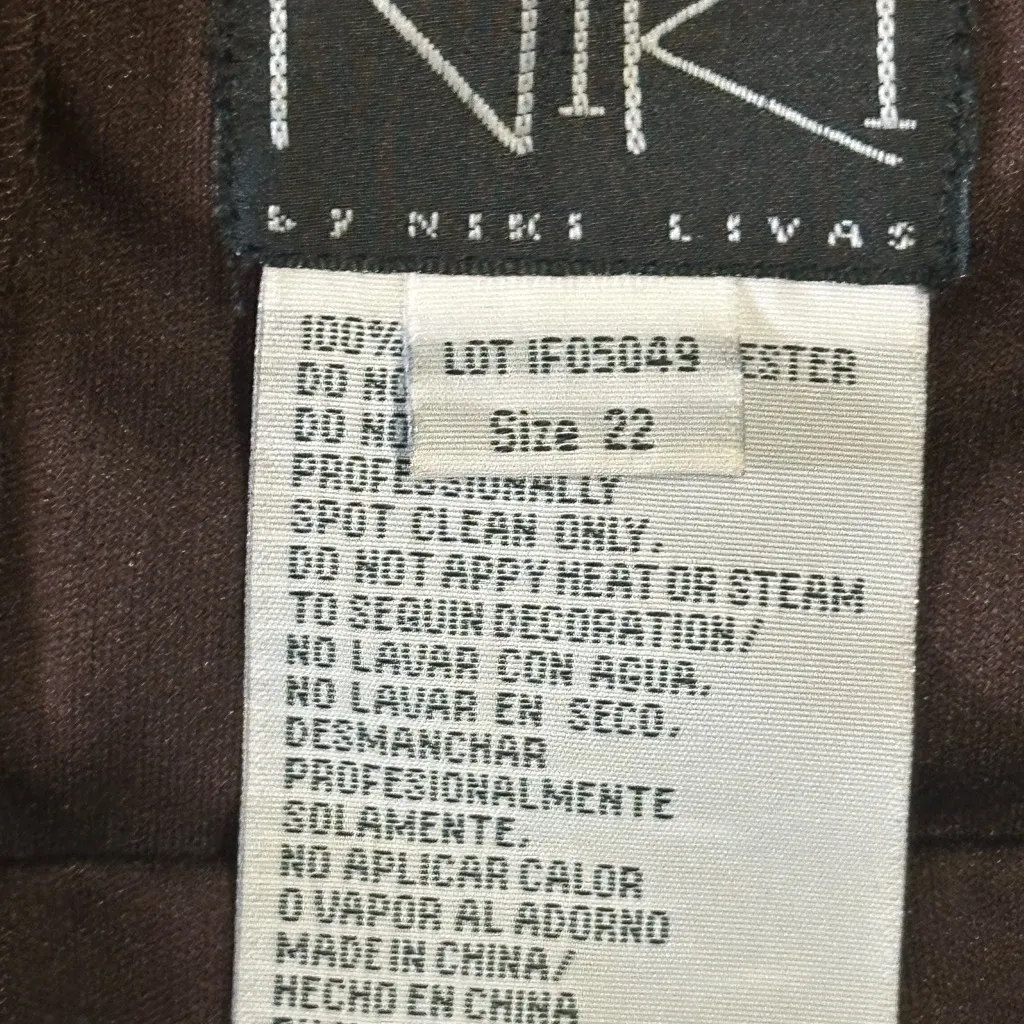 NIKI
BY NIKI LIVAS
LOT IF05049
Size 22
100% ESTER
DO NO
DO NO
PROFESSIONALLY
SPOT CLEAN ONLY.
DO NOT APPY HEAT OR STEAM
TO SEQUIN DECORATION/
NO LAVAR CON AGUA.
NO LAVAR EN SECO.
DESMANCHAR
PROFESIONALMENTE
SOLAMENTE.
NO APLICAR CALOR
O VAPOR AL ADORNO
MADE IN CHINA/
HECHO EN CHINA